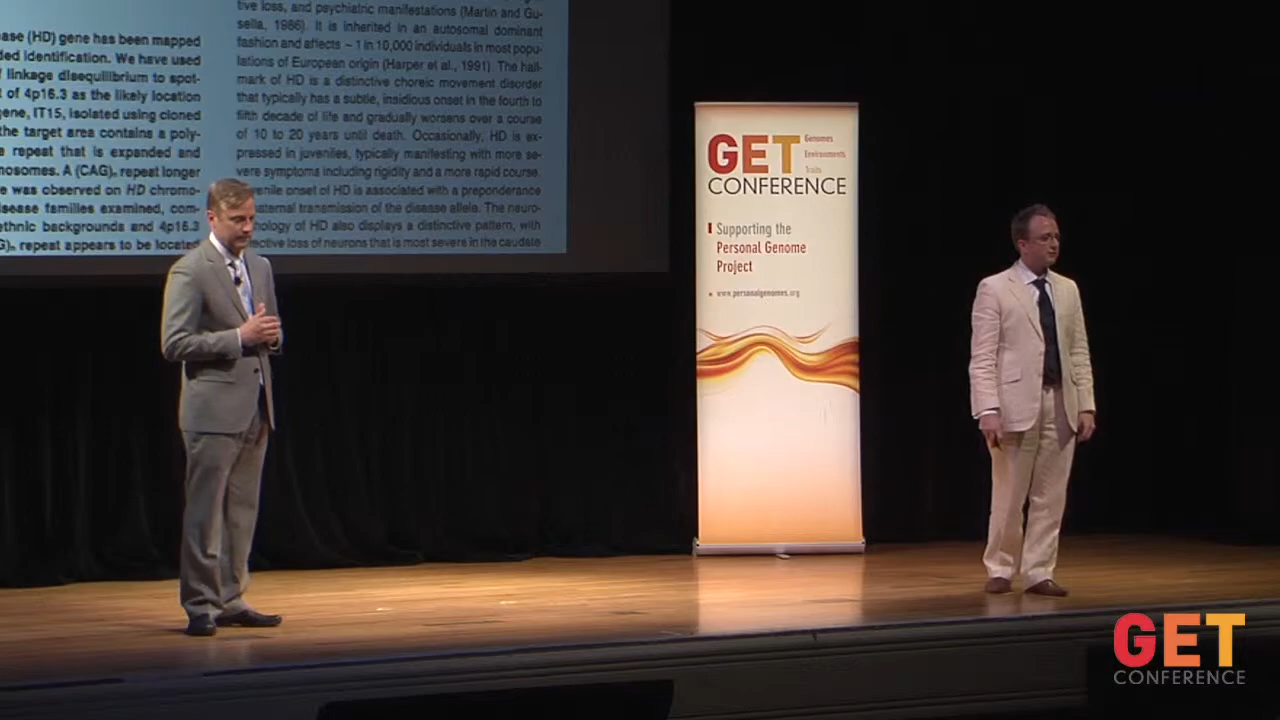 ase (HD) gene has been mapped
ded identification. We have used
linkage disequilibrium to spot-
t of 4p16.3 as the likely location
gene, IT15, isolated using cloned
the target area contains a poly-
e repeat that is expanded and
mosomes. A (CAG)n repeat longer
e was observed on HD chromo-
isease families examined, com-
ethnic backgrounds and 4p16.3
G)n repeat appears to be located
tive loss, and psychiatric manifestations (Martin and Gu-
sella, 1986). It is inherited in an autosomal dominant
fashion and affects ~ 1 in 10,000 individuals in most popu-
lations of European origin (Harper et al., 1991). The hall-
mark of HD is a distinctive choreic movement disorder
that typically has a subtle, insidious onset in the fourth to
fifth decade of life and gradually worsens over a course
of 10 to 20 years until death. Occasionally, HD is ex-
pressed in juveniles, typically manifesting with more se-
vere symptoms including rigidity and a more rapid course.
venile onset of HD is associated with a preponderance
aternal transmission of the disease allele. The neuro-
hology of HD also displays a distinctive pattern, with
ective loss of neurons that is most severe in the caudate
GET
Genomes
Environments
Traits
CONFERENCE
Supporting the
Personal Genome
Project
www.personalgenomes.org
GET
CONFERENCE